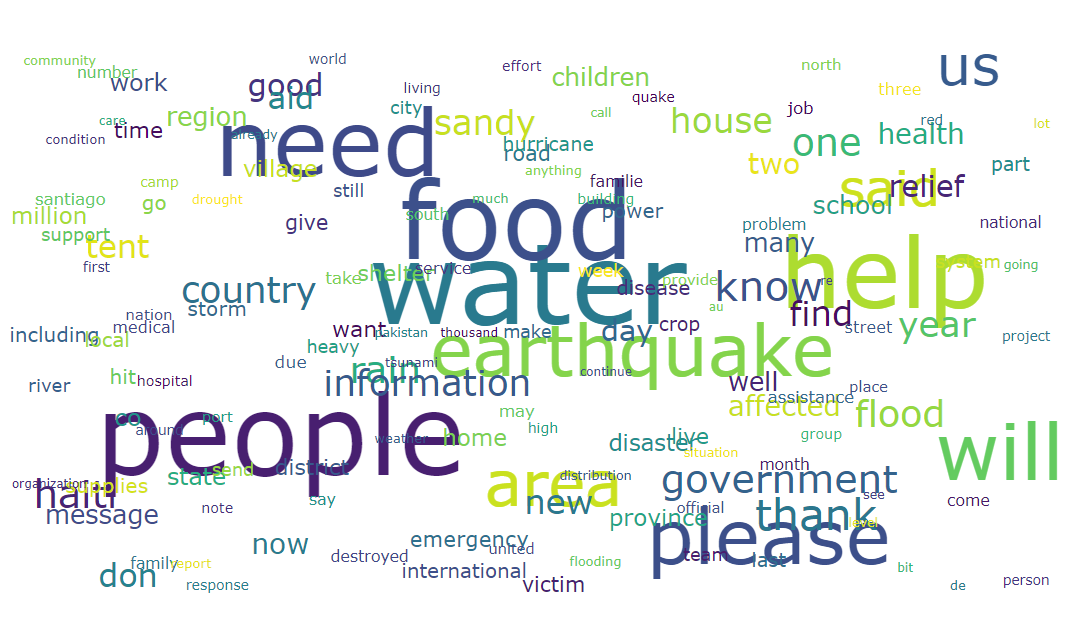 community
number
work
world
good
aid
effort
living
city
children
quake
north
us
three
job
call
red
lot
care
time
condition
region
already
need
sandy
hurricane
road
house
one
health
two
part
village
anything
camp
still
familie
said
relief
santiago
go
drought
million
support
tent
first
give
south
much
food
building
power
problem
school
many
national
help
system
going
country
storm
take
shelter
service
water
week
disease
provide
know
re
au
find
including
nation
medical
local
want
pakistan
thousand
make
day
crop
street
year
project
heavy
due
tsunami
rain
earthquake
river
hit
hospital
information
continue
well
place
assistance
affected
flood
people
co
port
around
may
high
weather
home
disaster
live
group
situation
will
organization
s
haiti
supplies
state
send
district
area
distribution
government
month
message
note
say
new
province
official
see
come
thank
level
please
now
emergency
destroyed
united
family
report
don
response
international
victim
flooding
team
last
bit
de
person